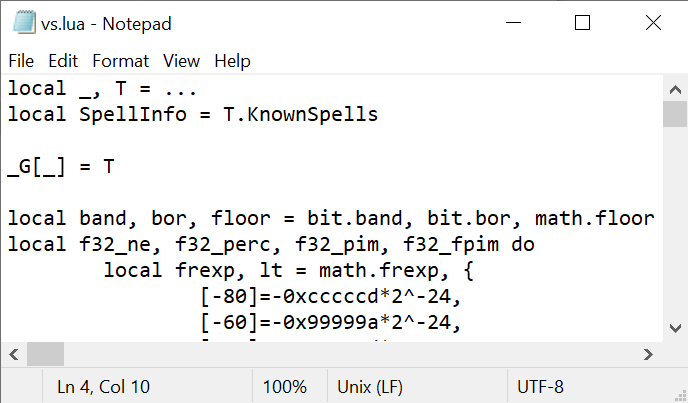 vs.lua - Notepad
File Edit Format View Help
local _, T = ...
local SpellInfo = T.KnownSpells
_G[_] = T
local band, bor, floor = bit.band, bit.bor, math.floor
local f32_ne, f32_perc, f32_pim, f32_fpim do
local frexp, lt = math.frexp, {
[-80]=-0xcccccd*2^-24,
[-60]=-0x99999a*2^-24,
Ln 4, Col 10 100% Unix (LF) UTF-8